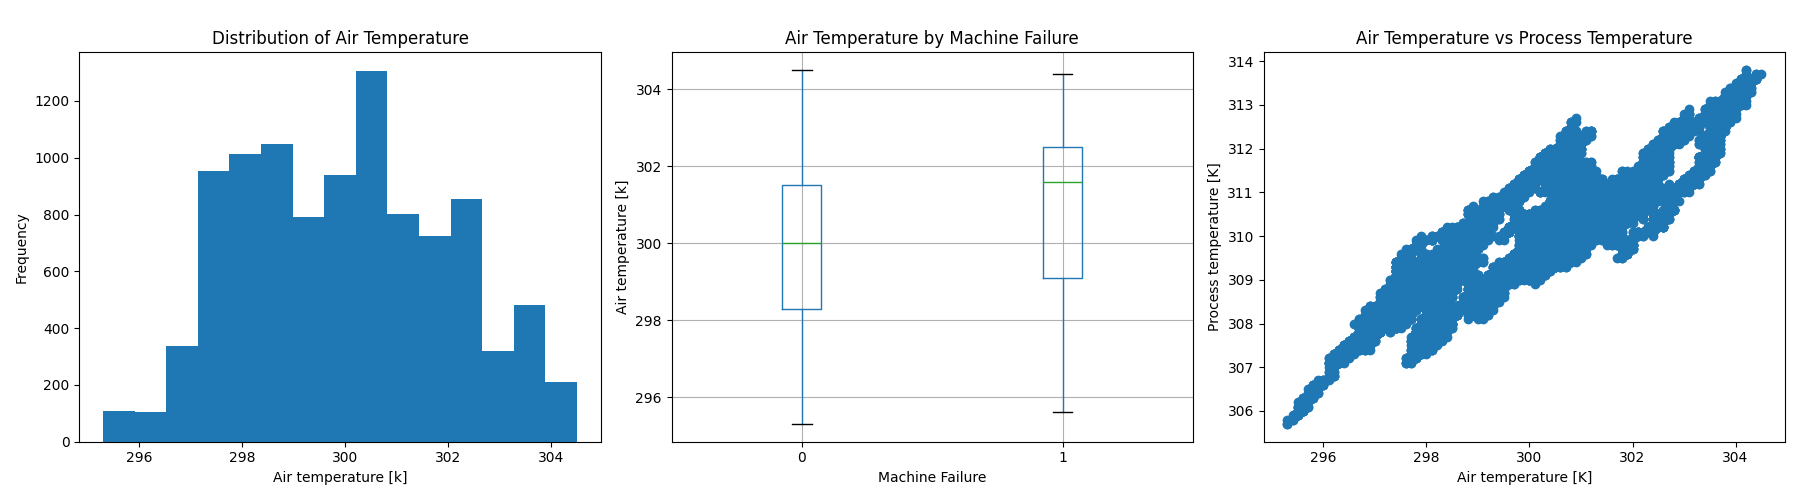 Distribution of Air Temperature
Frequency
1200
1000
800
600
400
200
0
296 298 300 302 304
Air temperature [k]
Air Temperature by Machine Failure
Air temperature [k]
304
302
300
298
296
0 1
Machine Failure
Air Temperature vs Process Temperature
Process temperature [K]
314
313
312
311
310
309
308
307
306
296 298 300 302 304
Air temperature [K]